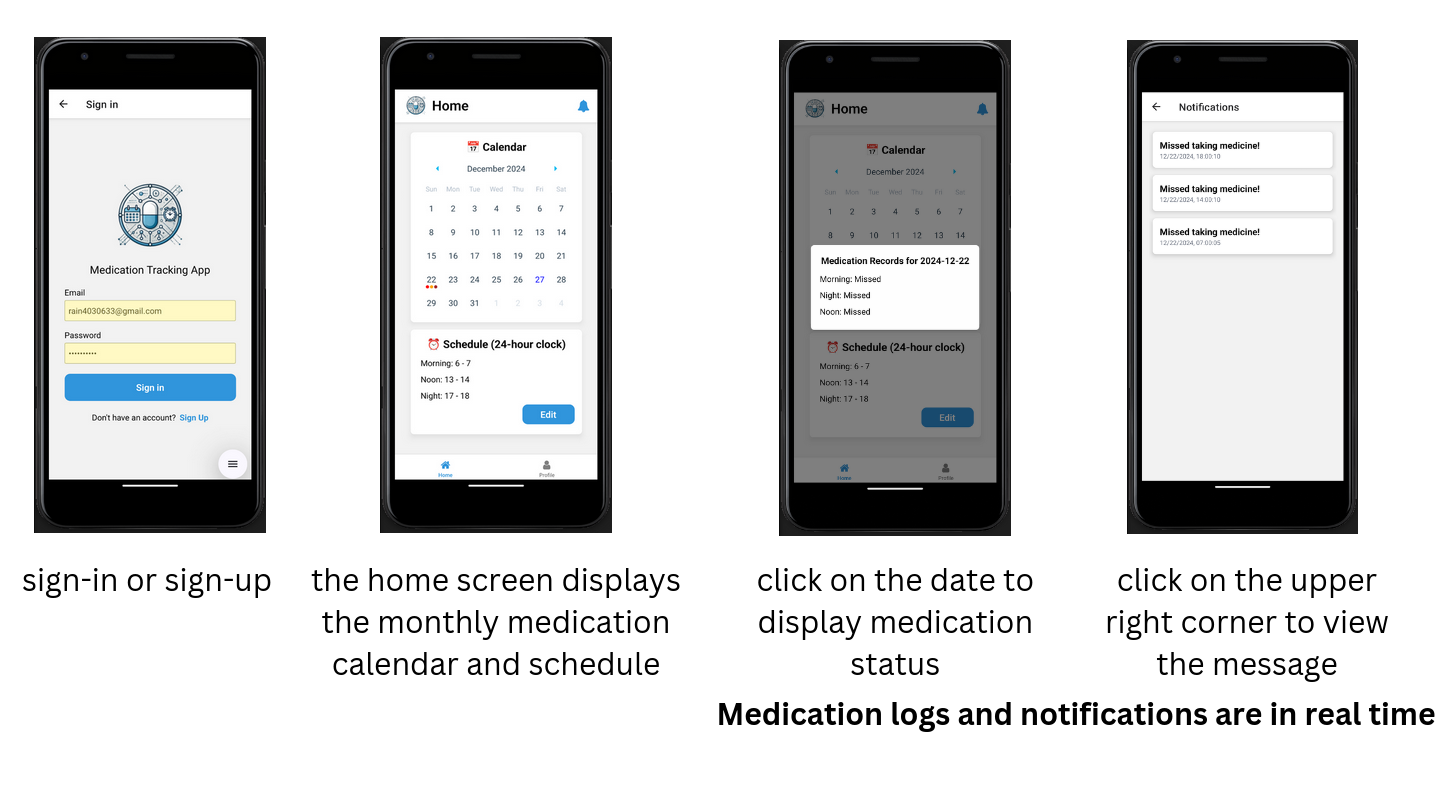 Sign in
Medication Tracking App
Email
rain4030633@gmail.com
Password
••••••••••
Sign in
Don't have an account? Sign Up
sign-in or sign-up
Home
Calendar
December 2024
Sun Mon Tue Wed Thu Fri Sat
1 2 3 4 5 6 7
8 9 10 11 12 13 14
15 16 17 18 19 20 21
22 23 24 25 26 27 28
29 30 31 1 2 3 4
Schedule (24-hour clock)
Morning: 6 - 7
Noon: 13 - 14
Night: 17 - 18
Edit
Home Profile
the home screen displays
the monthly medication
calendar and schedule
Home
Calendar
December 2024
Sun Mon Tue Wed Thu Fri Sat
1 2 3 4 5 6 7
8 9 10 11 12 13 14
Medication Records for 2024-12-22
Morning: Missed
Night: Missed
Noon: Missed
Schedule (24-hour clock)
Morning: 6 - 7
Noon: 13 - 14
Night: 17 - 18
Edit
Home Profile
click on the date to
display medication
status
Notifications
Missed taking medicine!
12/22/2024, 18:00:10
Missed taking medicine!
12/22/2024, 14:00:10
Missed taking medicine!
12/22/2024, 07:00:05
click on the upper
right corner to view
the message
Medication logs and notifications are in real time